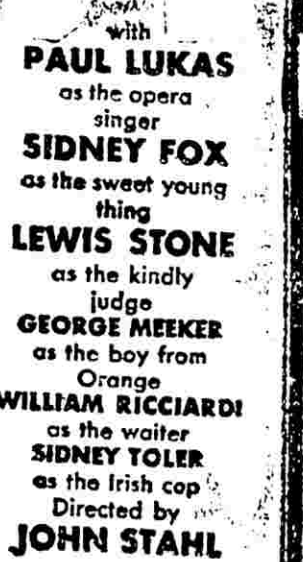 with
PAUL LUKAS
as the opera
singer
SIDNEY FOX
as the sweet young
thing
LEWIS STONE
as the kindly
judge
GEORGE MEEKER
as the boy from
Orange
WILLIAM RICCIARDI
as the waiter
SIDNEY TOLER
as the Irish cop
Directed by
JOHN STAHL